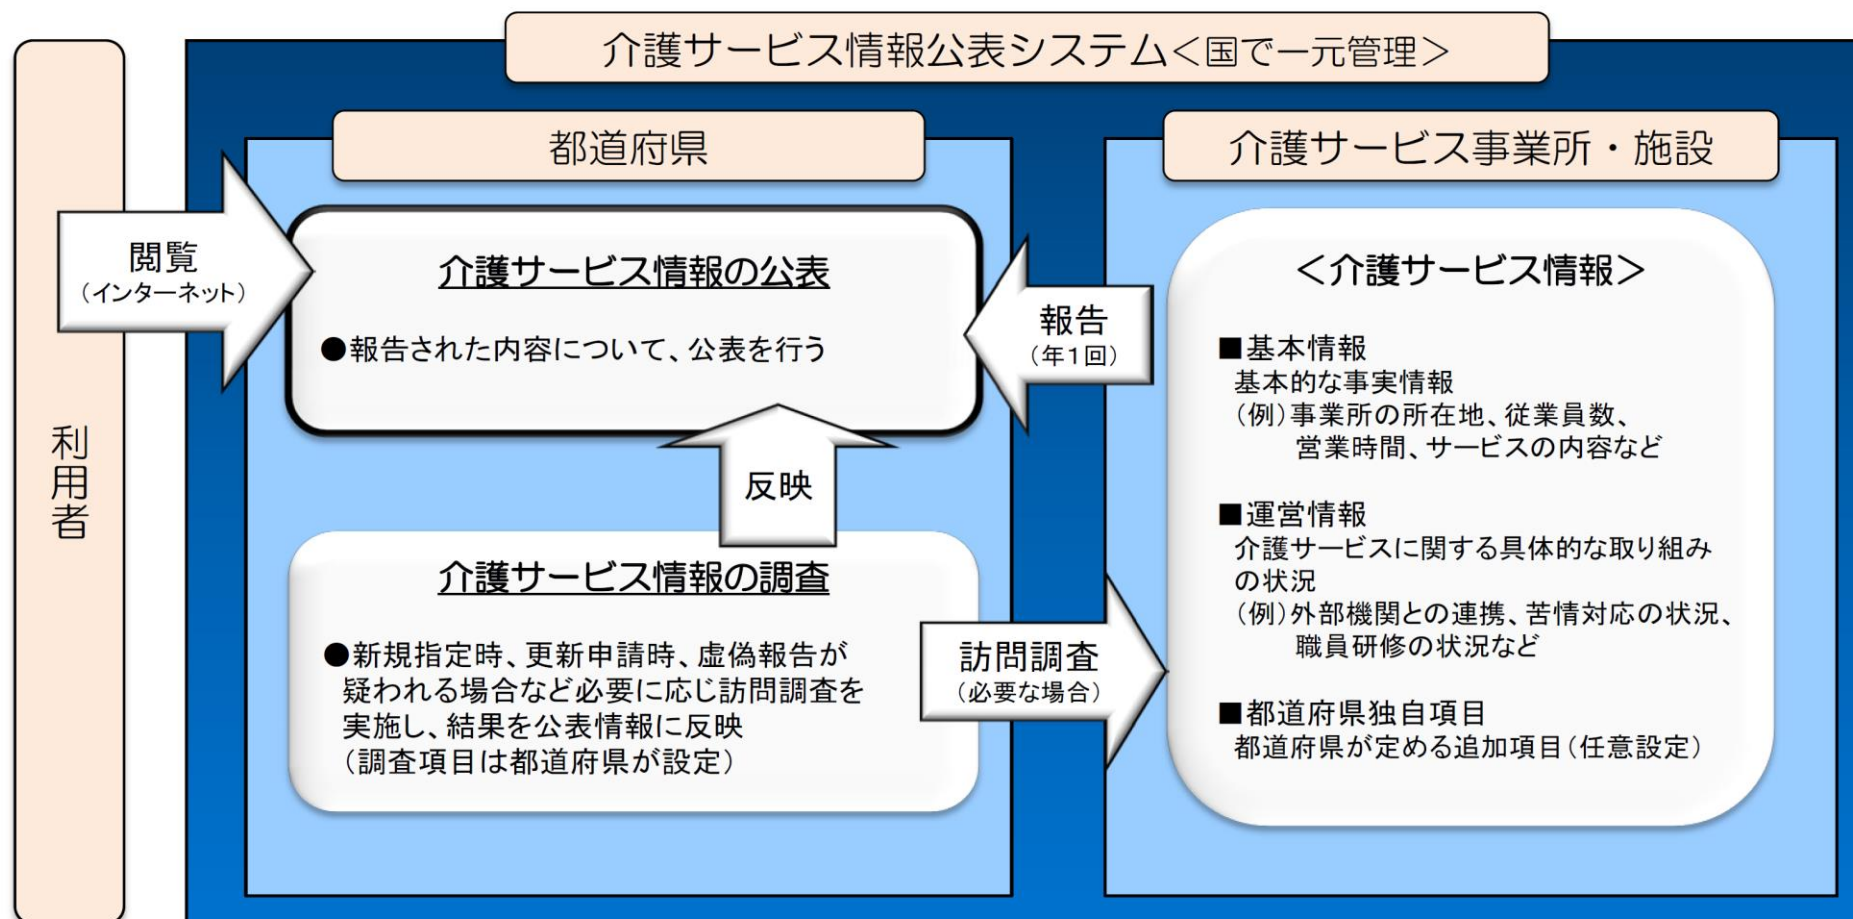 介護サービス情報公表システム＜国で一元管理＞
利用者
都道府県
介護サービス事業所・施設
閲覧
（インターネット）
介護サービス情報の公表
●報告された内容について、公表を行う
報告
（年１回）
反映
介護サービス情報の調査
●新規指定時、更新申請時、虚偽報告が
疑われる場合など必要に応じ訪問調査を
実施し、結果を公表情報に反映
（調査項目は都道府県が設定）
訪問調査
（必要な場合）
＜介護サービス情報＞
■基本情報
基本的な事実情報
（例）事業所の所在地、従業員数、
営業時間、サービスの内容など
■運営情報
介護サービスに関する具体的な取り組み
の状況
（例）外部機関との連携、苦情対応の状況、
職員研修の状況など
■都道府県独自項目
都道府県が定める追加項目（任意設定）